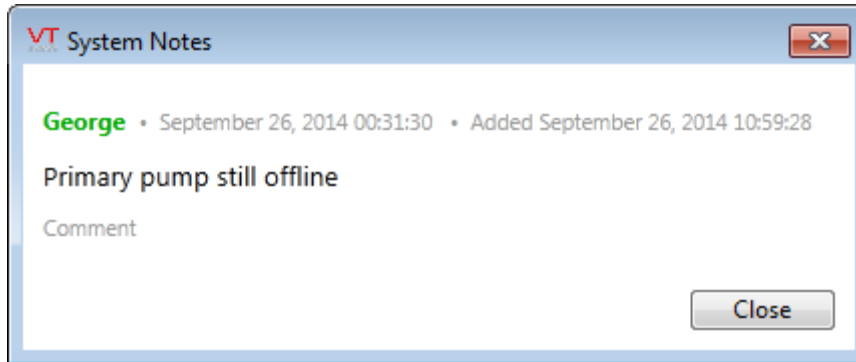 VT System Notes
George • September 26, 2014 00:31:30 • Added September 26, 2014 10:59:28
Primary pump still offline
Comment
Close